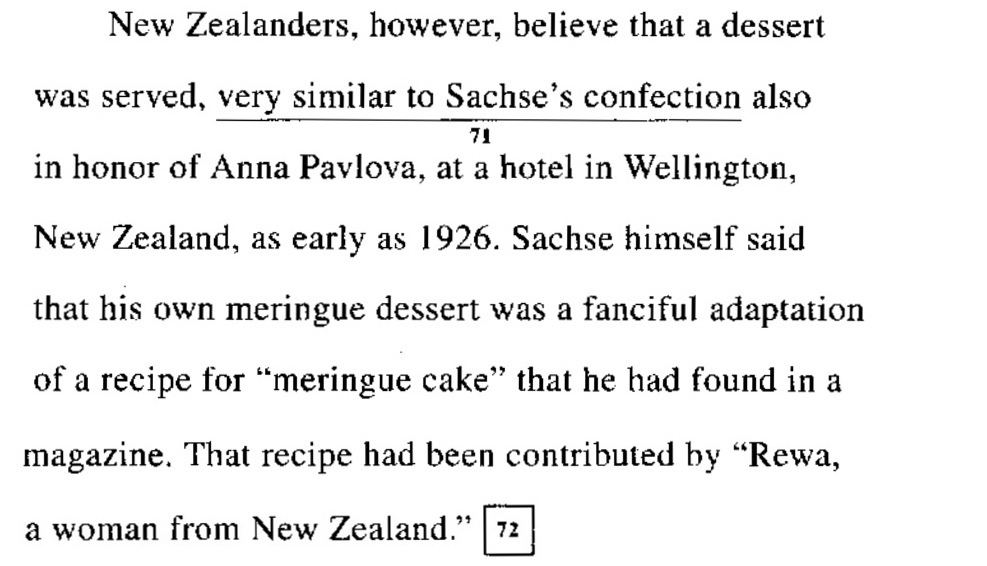 New Zealanders, however, believe that a dessert
was served, very similar to Sachse's confection also
71
in honor of Anna Pavlova, at a hotel in Wellington,
New Zealand, as early as 1926. Sachse himself said
that his own meringue dessert was a fanciful adaptation
of a recipe for “meringue cake” that he had found in a
magazine. That recipe had been contributed by “Rewa,
a woman from New Zealand.” 72